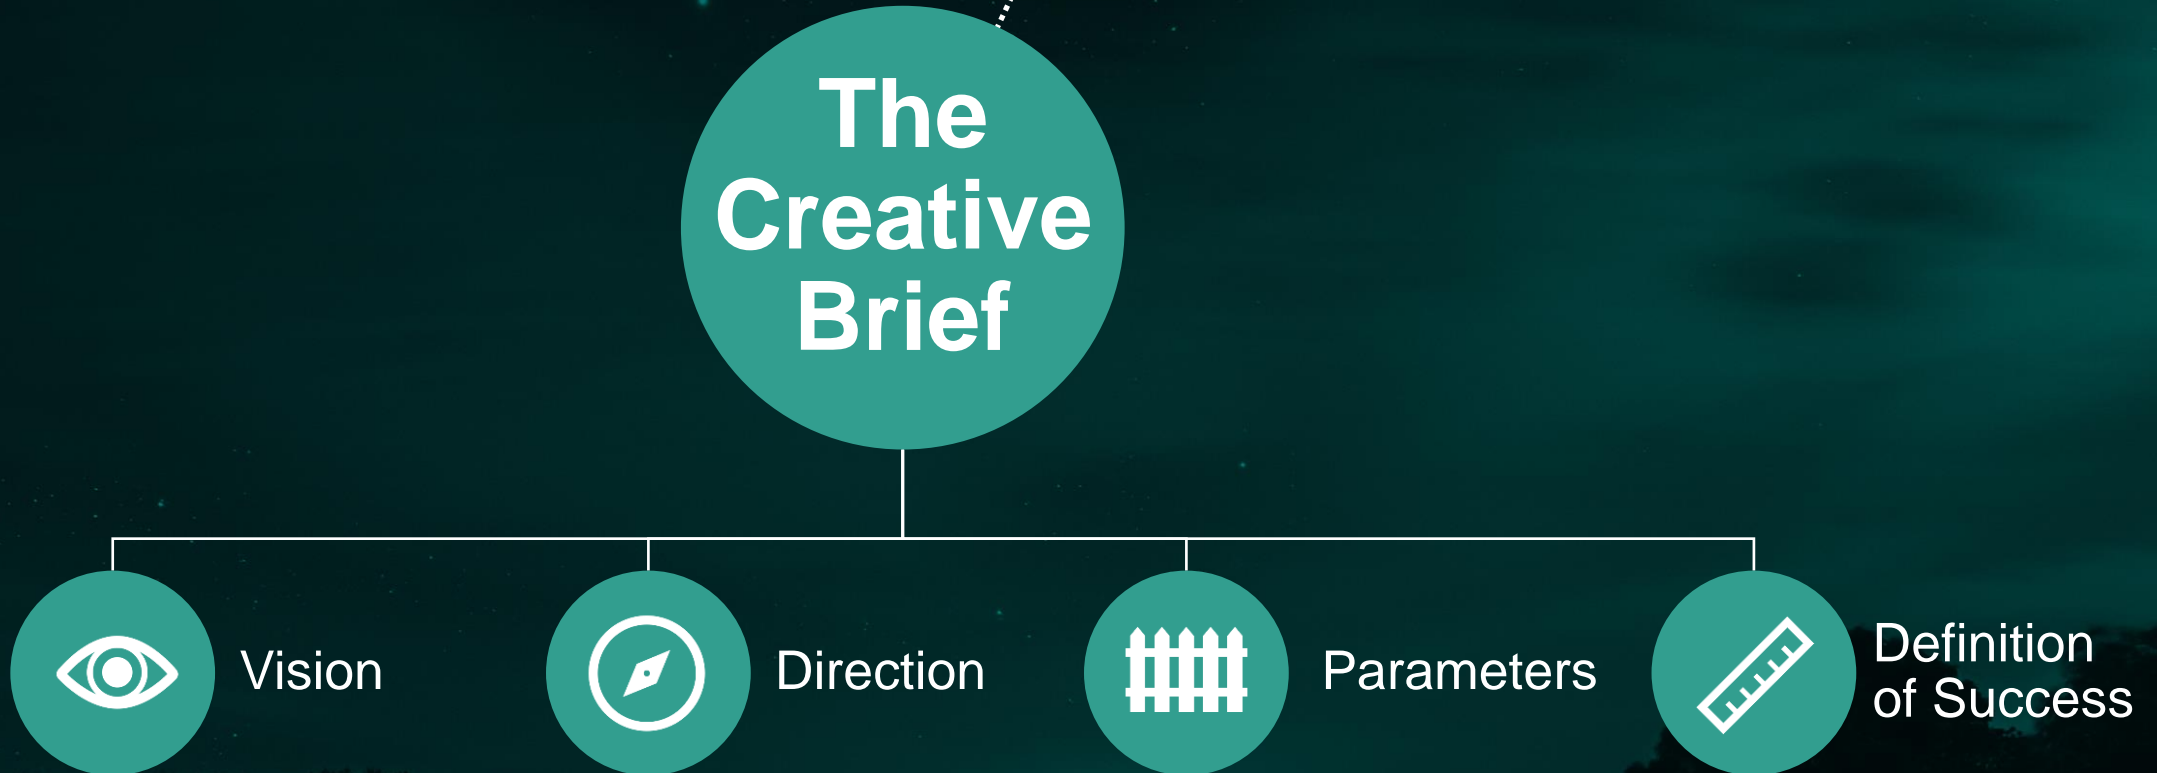 The
Creative
Brief
Vision
Direction
Parameters
Definition
of Success